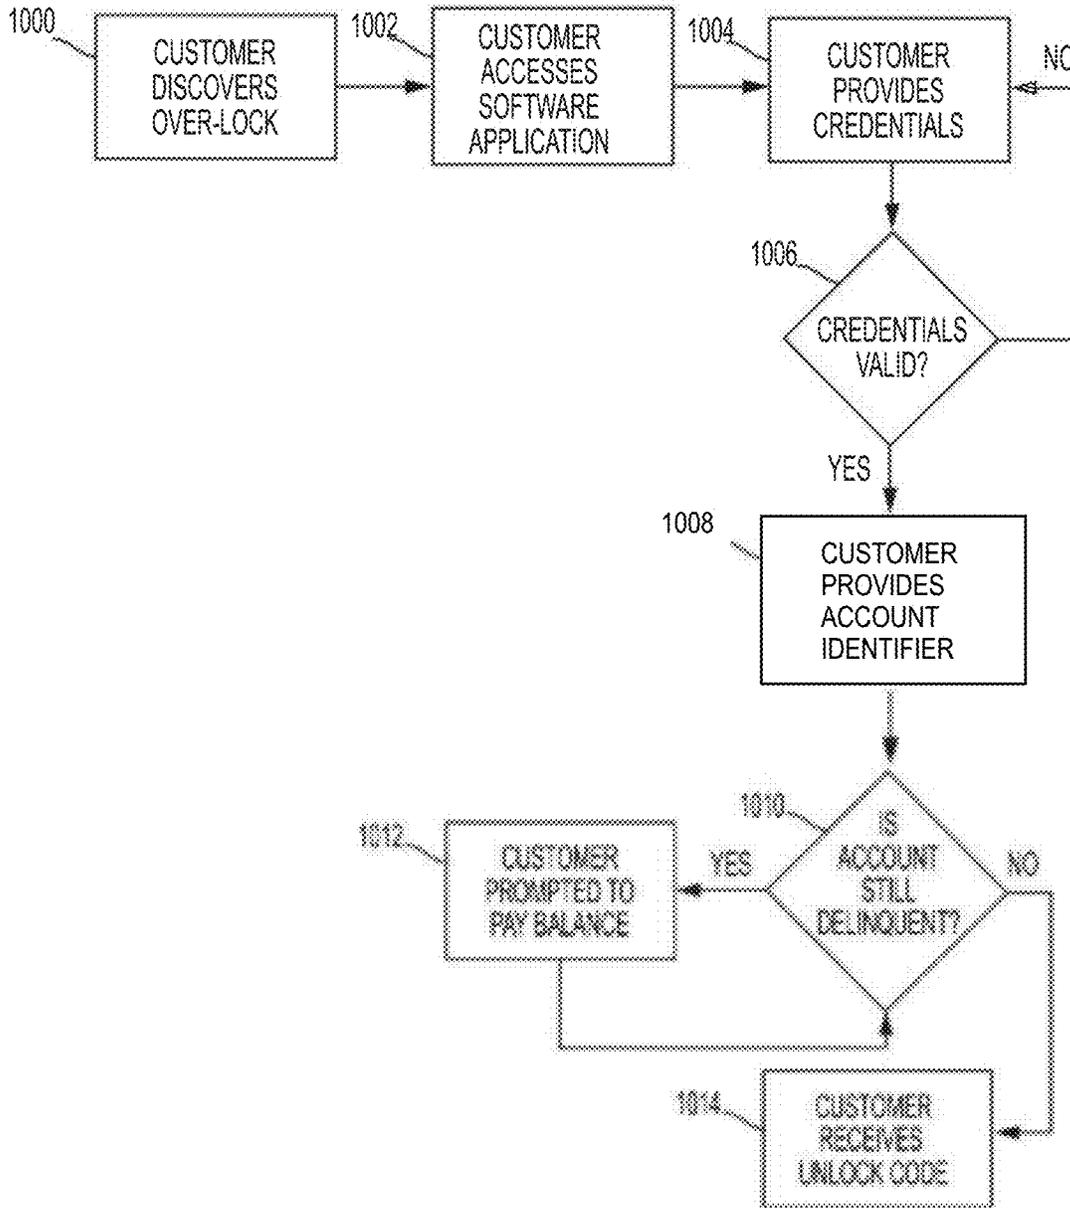 1000
CUSTOMER
DISCOVERS
OVER-LOCK
1002
CUSTOMER
ACCESSES
SOFTWARE
APPLICATION
1004
CUSTOMER
PROVIDES
CREDENTIALS
NO
1006
CREDENTIALS
VALID?
YES
1008
CUSTOMER
PROVIDES
ACCOUNT
IDENTIFIER
1010
IS
ACCOUNT
STILL
DELINQUENT?
YES
NO
1012
CUSTOMER
PROMPTED TO
PAY BALANCE
1014
CUSTOMER
RECEIVES
UNLOCK CODE